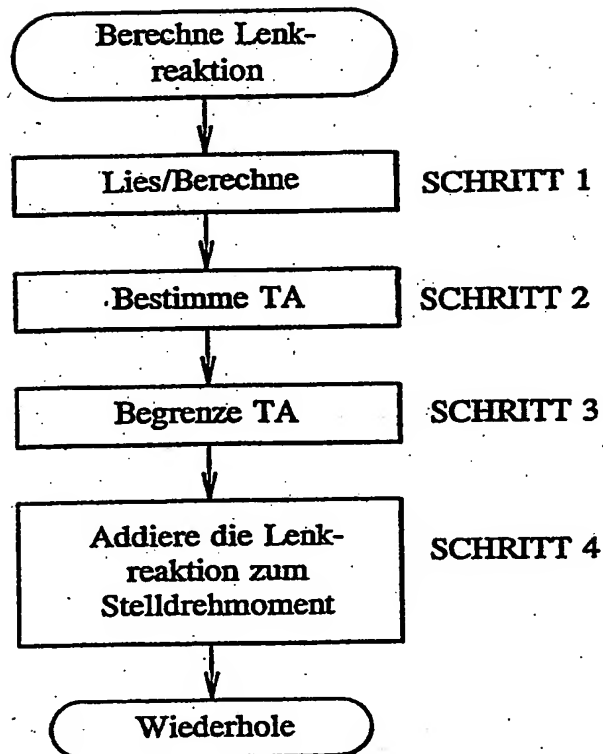 Berechne Lenk-
reaktion
Lies/Berechne
SCHRITT 1
Bestimme TA
SCHRITT 2
Begrenze TA
SCHRITT 3
Addiere die Lenk-
reaktion zum
Stelldrehmoment
SCHRITT 4
Wiederhole